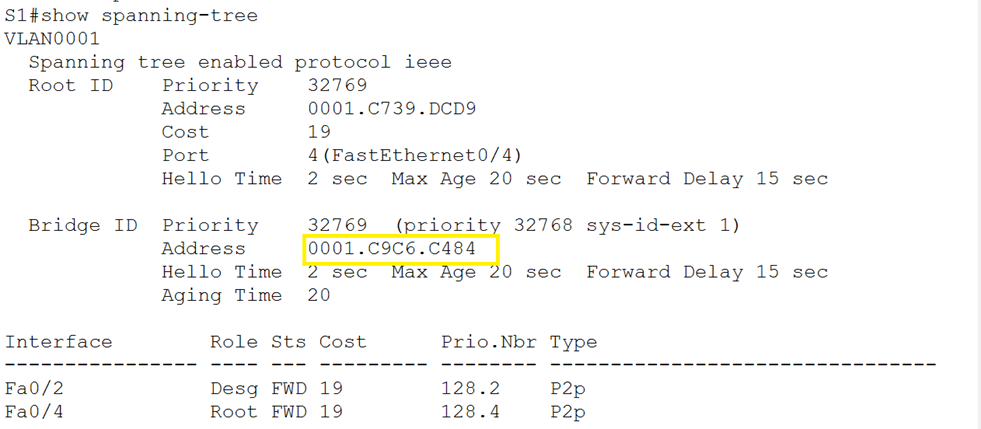 S1#show spanning-tree
VLAN0001
  Spanning tree enabled protocol ieee
  Root ID    Priority    32769
             Address     0001.C739.DCD9
             Cost        19
             Port        4(FastEthernet0/4)
             Hello Time  2 sec  Max Age 20 sec  Forward Delay 15 sec

  Bridge ID  Priority    32769  (priority 32768 sys-id-ext 1)
             Address     0001.C9C6.C484
             Hello Time  2 sec  Max Age 20 sec  Forward Delay 15 sec
             Aging Time  20

Interface        Role Sts Cost      Prio.Nbr Type
---------------- ---- --- --------- -------- --------------------------------
Fa0/2            Desg FWD 19        128.2    P2p
Fa0/4            Root FWD 19        128.4    P2p